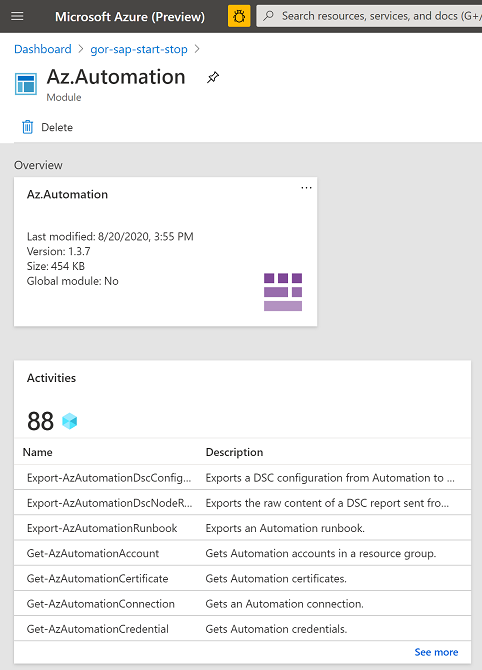 Microsoft Azure (Preview) Search resources, services, and docs (G+/
Dashboard > gor-sap-start-stop >
Az.Automation
Module
Delete
Overview
Az.Automation ...
Last modified: 8/20/2020, 3:55 PM
Version: 1.3.7
Size: 454 KB
Global module: No
Activities
88
Name Description
Export-AzAutomationDscConfig... Exports a DSC configuration from Automation to ...
Export-AzAutomationDscNodeR... Exports the raw content of a DSC report sent fro...
Export-AzAutomationRunbook Exports an Automation runbook.
Get-AzAutomationAccount Gets Automation accounts in a resource group.
Get-AzAutomationCertificate Gets Automation certificates.
Get-AzAutomationConnection Gets an Automation connection.
Get-AzAutomationCredential Gets Automation credentials.
See more